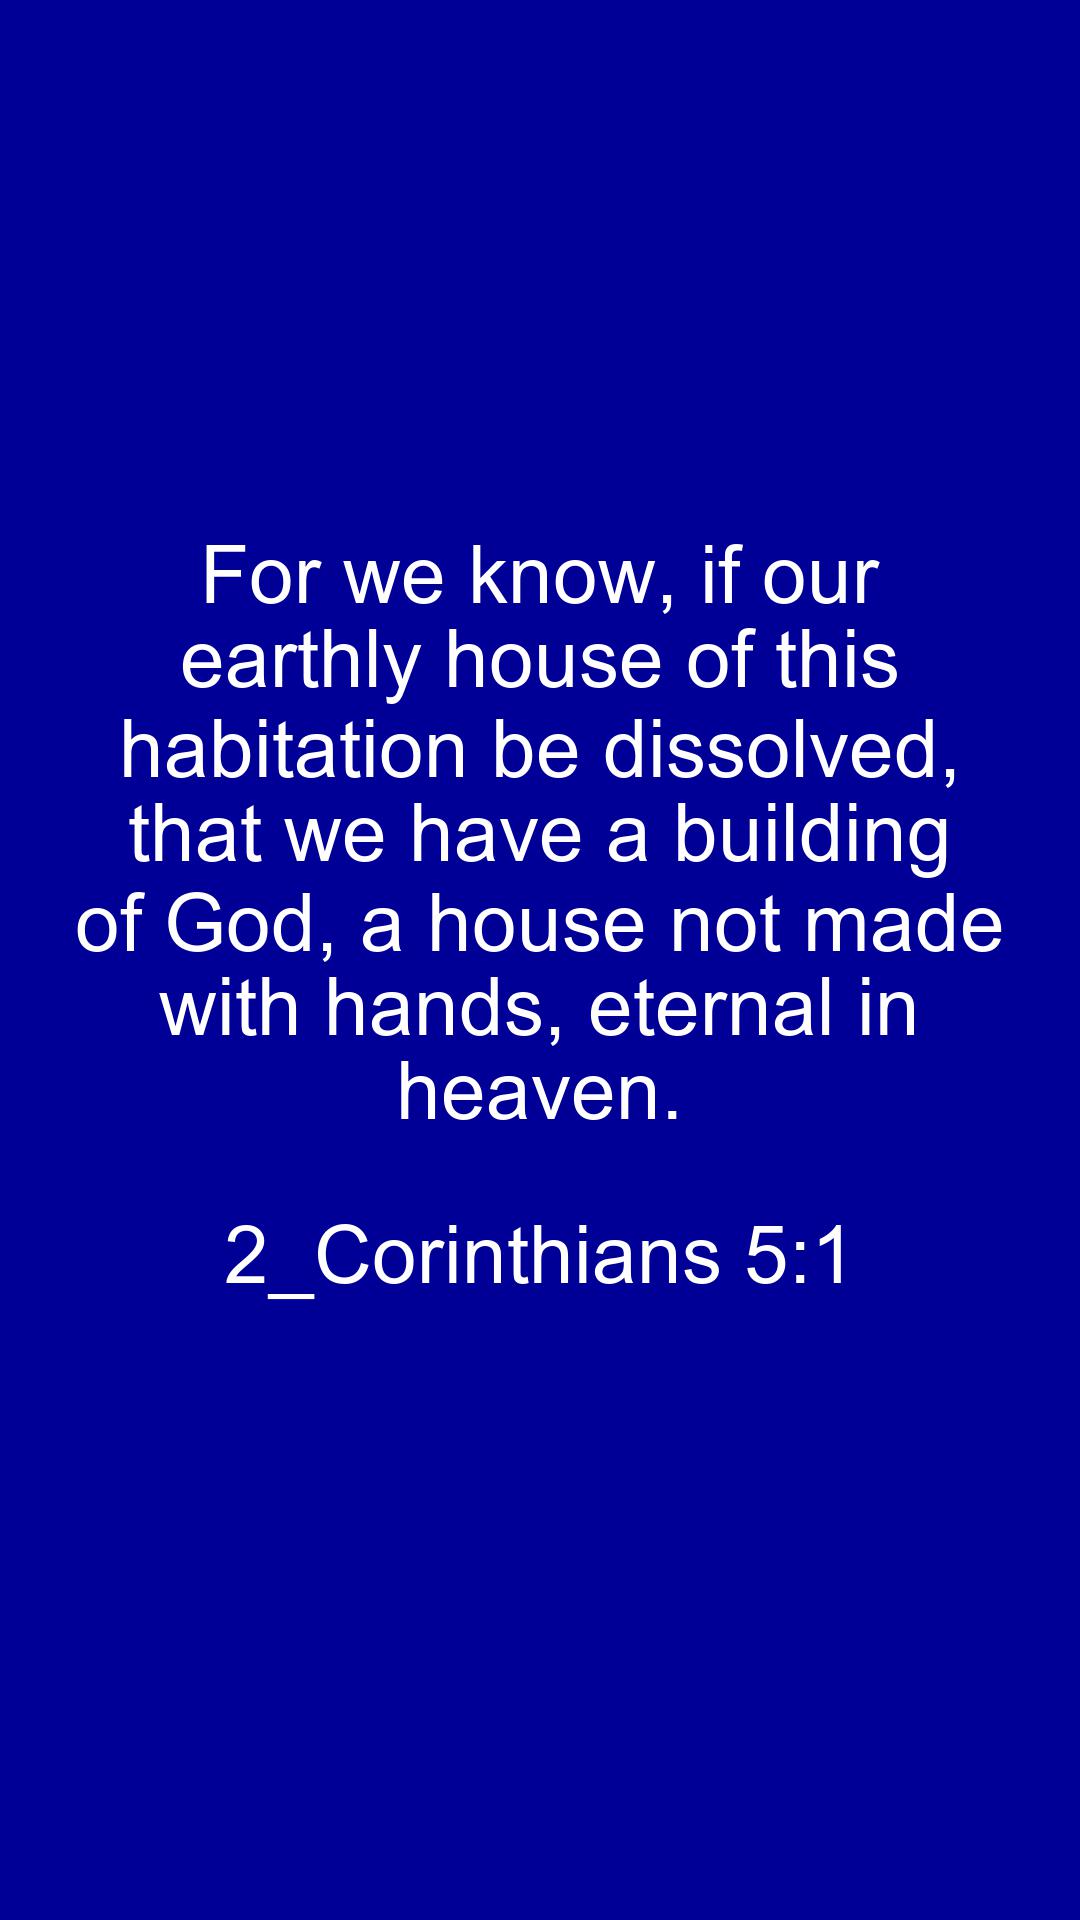 For we know, if our
earthly house of this
habitation be dissolved,
that we have a building
of God, a house not made
with hands, eternal in
heaven.
2_Corinthians 5:1